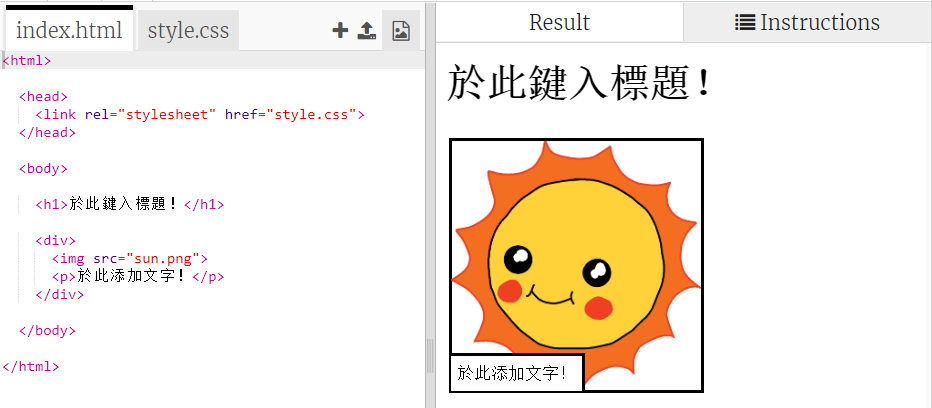 index.html
style.css
<html>
<head>
<link rel="stylesheet" href="style.css">
</head>
<body>
<h1>於此鍵入標題！</h1>
<div>
<img src="sun.png">
<p>於此添加文字！</p>
</div>
</body>
</html>
Result
Instructions
於此鍵入標題！
於此添加文字！